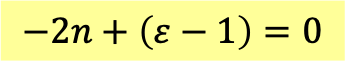 −2n + (ε − 1) = 0